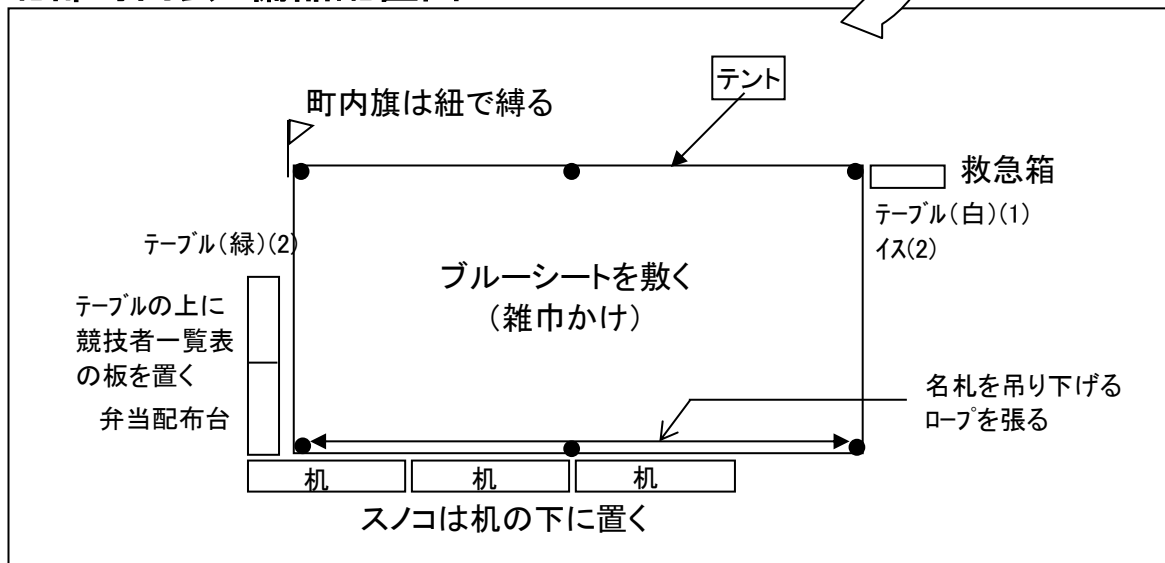 テント
町内旗は紐で縛る
救急箱
ﾃｰﾌﾞﾙ(白)(1)
ｲｽ(2)
ﾃｰﾌﾞﾙ(緑)(2)
ブルーシートを敷く
(雑巾かけ)
ﾃｰﾌﾞﾙの上に
競技者一覧表
の板を置く
弁当配布台
名札を吊り下げる
ﾛｰﾌﾟを張る
机
机
机
スノコは机の下に置く